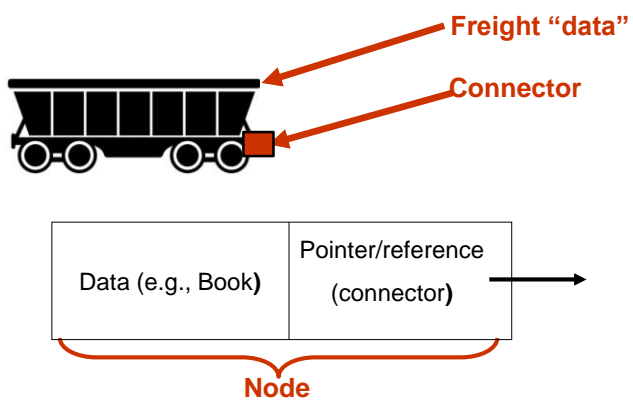 Freight “data”
Connector
Data (e.g., Book)
Pointer/reference
(connector)
Node